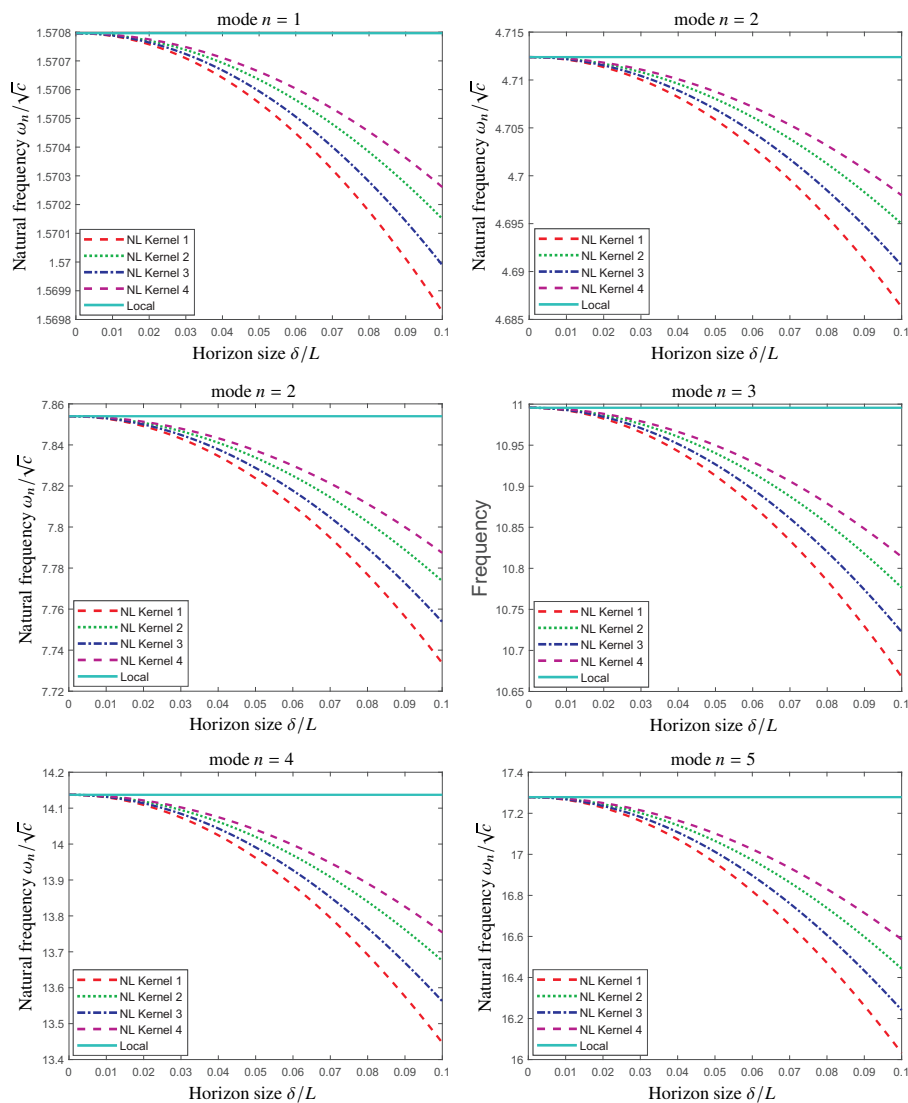 mode n = 1
1.5708
1.5707
1.5706
1.5705
1.5704
1.5703
1.5702
1.5701
1.57
1.5699
1.5698
Natural frequency ωn/√c
NL Kernel 1
NL Kernel 2
NL Kernel 3
NL Kernel 4
Local
0 0.01 0.02 0.03 0.04 0.05 0.06 0.07 0.08 0.09 0.1
Horizon size δ/L
mode n = 2
4.715
4.71
4.705
4.7
4.695
4.69
4.685
Natural frequency ωn/√c
NL Kernel 1
NL Kernel 2
NL Kernel 3
NL Kernel 4
Local
0 0.01 0.02 0.03 0.04 0.05 0.06 0.07 0.08 0.09 0.1
Horizon size δ/L
mode n = 2
7.86
7.84
7.82
7.8
7.78
7.76
7.74
7.72
Natural frequency ωn/√c
NL Kernel 1
NL Kernel 2
NL Kernel 3
NL Kernel 4
Local
0 0.01 0.02 0.03 0.04 0.05 0.06 0.07 0.08 0.09 0.1
Horizon size δ/L
mode n = 3
11
10.95
10.9
10.85
10.8
10.75
10.7
10.65
Frequency
NL Kernel 1
NL Kernel 2
NL Kernel 3
NL Kernel 4
Local
0 0.01 0.02 0.03 0.04 0.05 0.06 0.07 0.08 0.09 0.1
Horizon size δ/L
mode n = 4
14.2
14.1
14
13.9
13.8
13.7
13.6
13.5
13.4
Natural frequency ωn/√c
NL Kernel 1
NL Kernel 2
NL Kernel 3
NL Kernel 4
Local
0 0.01 0.02 0.03 0.04 0.05 0.06 0.07 0.08 0.09 0.1
Horizon size δ/L
mode n = 5
17.4
17.2
17
16.8
16.6
16.4
16.2
16
Natural frequency ωn/√c
NL Kernel 1
NL Kernel 2
NL Kernel 3
NL Kernel 4
Local
0 0.01 0.02 0.03 0.04 0.05 0.06 0.07 0.08 0.09 0.1
Horizon size δ/L